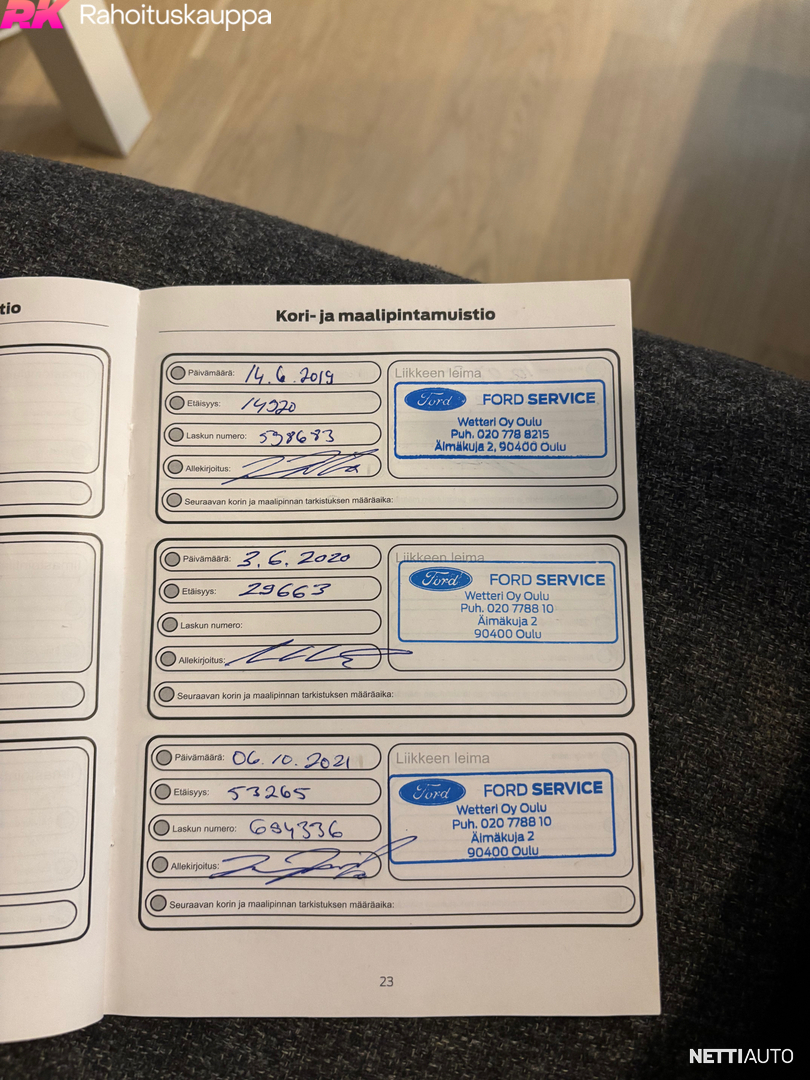 RK Rahoituskauppa
tio
Kori- ja maalipintamuistio
Päivämäärä: 14.6.2019
Liikkeen leima
Etäisyys: 14920
Ford FORD SERVICE
Wetteri Oy Oulu
Puh. 020 778 8215
Äimäkuja 2, 90400 Oulu
Laskun numero: 598683
Allekirjoitus:
Seuraavan korin ja maalipinnan tarkistuksen määräaika:
Päivämäärä: 3.6.2020
Liikkeen leima
Etäisyys: 29663
Ford FORD SERVICE
Wetteri Oy Oulu
Puh. 020 7788 10
Äimäkuja 2
90400 Oulu
Laskun numero:
Allekirjoitus:
Seuraavan korin ja maalipinnan tarkistuksen määräaika:
Päivämäärä: 06.10.2021
Liikkeen leima
Etäisyys: 53265
Ford FORD SERVICE
Wetteri Oy Oulu
Puh. 020 7788 10
Äimäkuja 2
90400 Oulu
Laskun numero: 694336
Allekirjoitus:
Seuraavan korin ja maalipinnan tarkistuksen määräaika:
23
NETTIAUTO